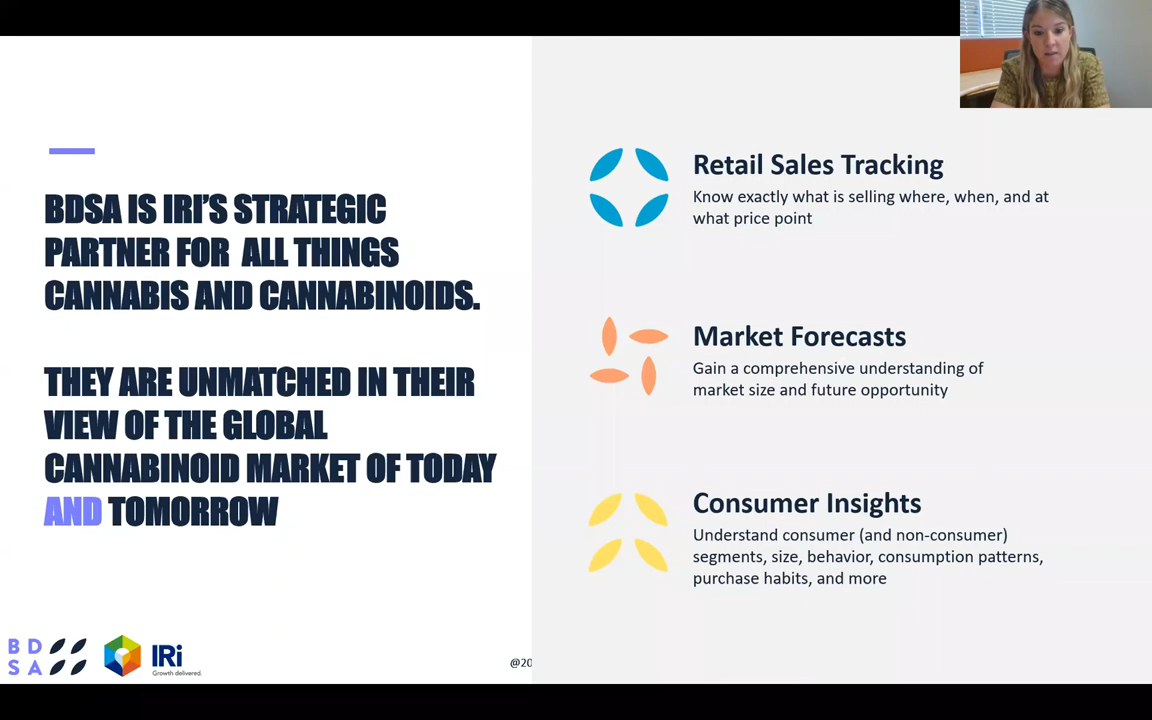 BDSA IS IRI'S STRATEGIC
PARTNER FOR ALL THINGS
CANNABIS AND CANNABINOIDS.
THEY ARE UNMATCHED IN THEIR
VIEW OF THE GLOBAL
CANNABINOID MARKET OF TODAY
AND TOMORROW
Retail Sales Tracking
Know exactly what is selling where, when, and at
what price point
Market Forecasts
Gain a comprehensive understanding of
market size and future opportunity
Consumer Insights
Understand consumer (and non-consumer)
segments, size, behavior, consumption patterns,
purchase habits, and more
BD
SA
IRi
Growth delivered.
@20